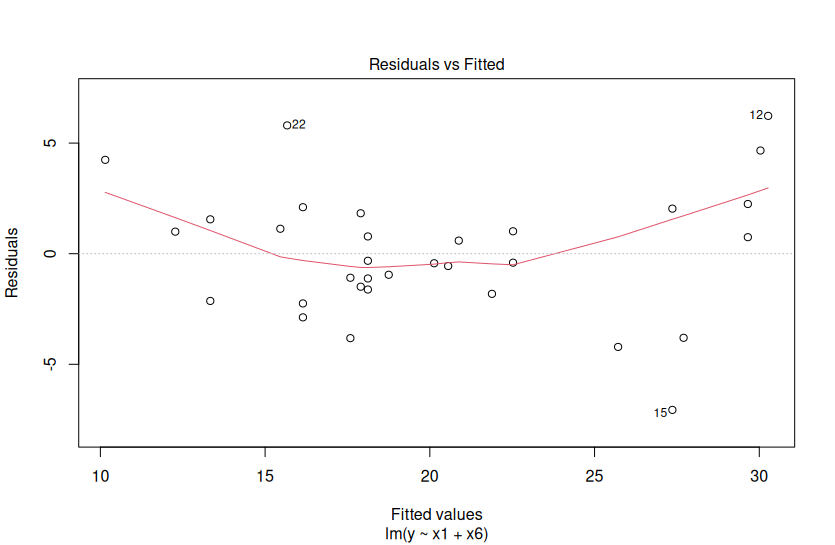 Residuals vs Fitted
22
12
15
5
0
-5
Residuals
10 15 20 25 30
Fitted values
lm(y ~ x1 + x6)